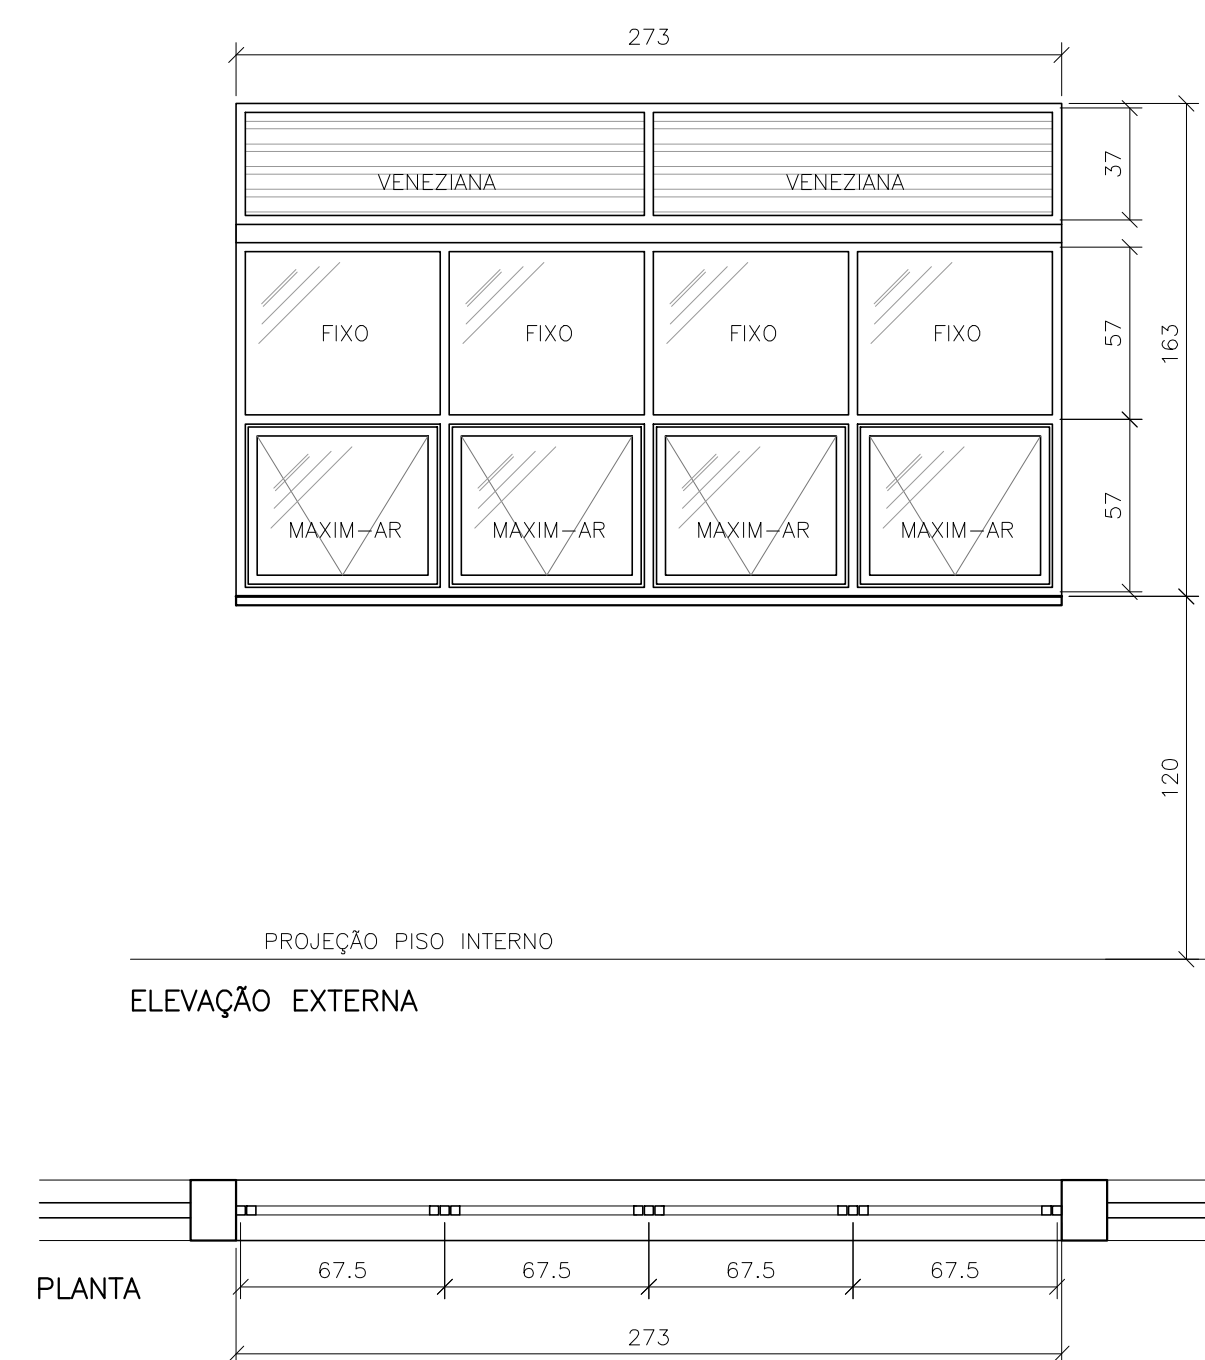 273
37
VENEZIANA VENEZIANA
57
163
FIXO FIXO FIXO FIXO
57
MAXIM-AR MAXIM-AR MAXIM-AR MAXIM-AR
120
PROJEÇÃO PISO INTERNO
ELEVAÇÃO EXTERNA
67.5 67.5 67.5 67.5
PLANTA
273